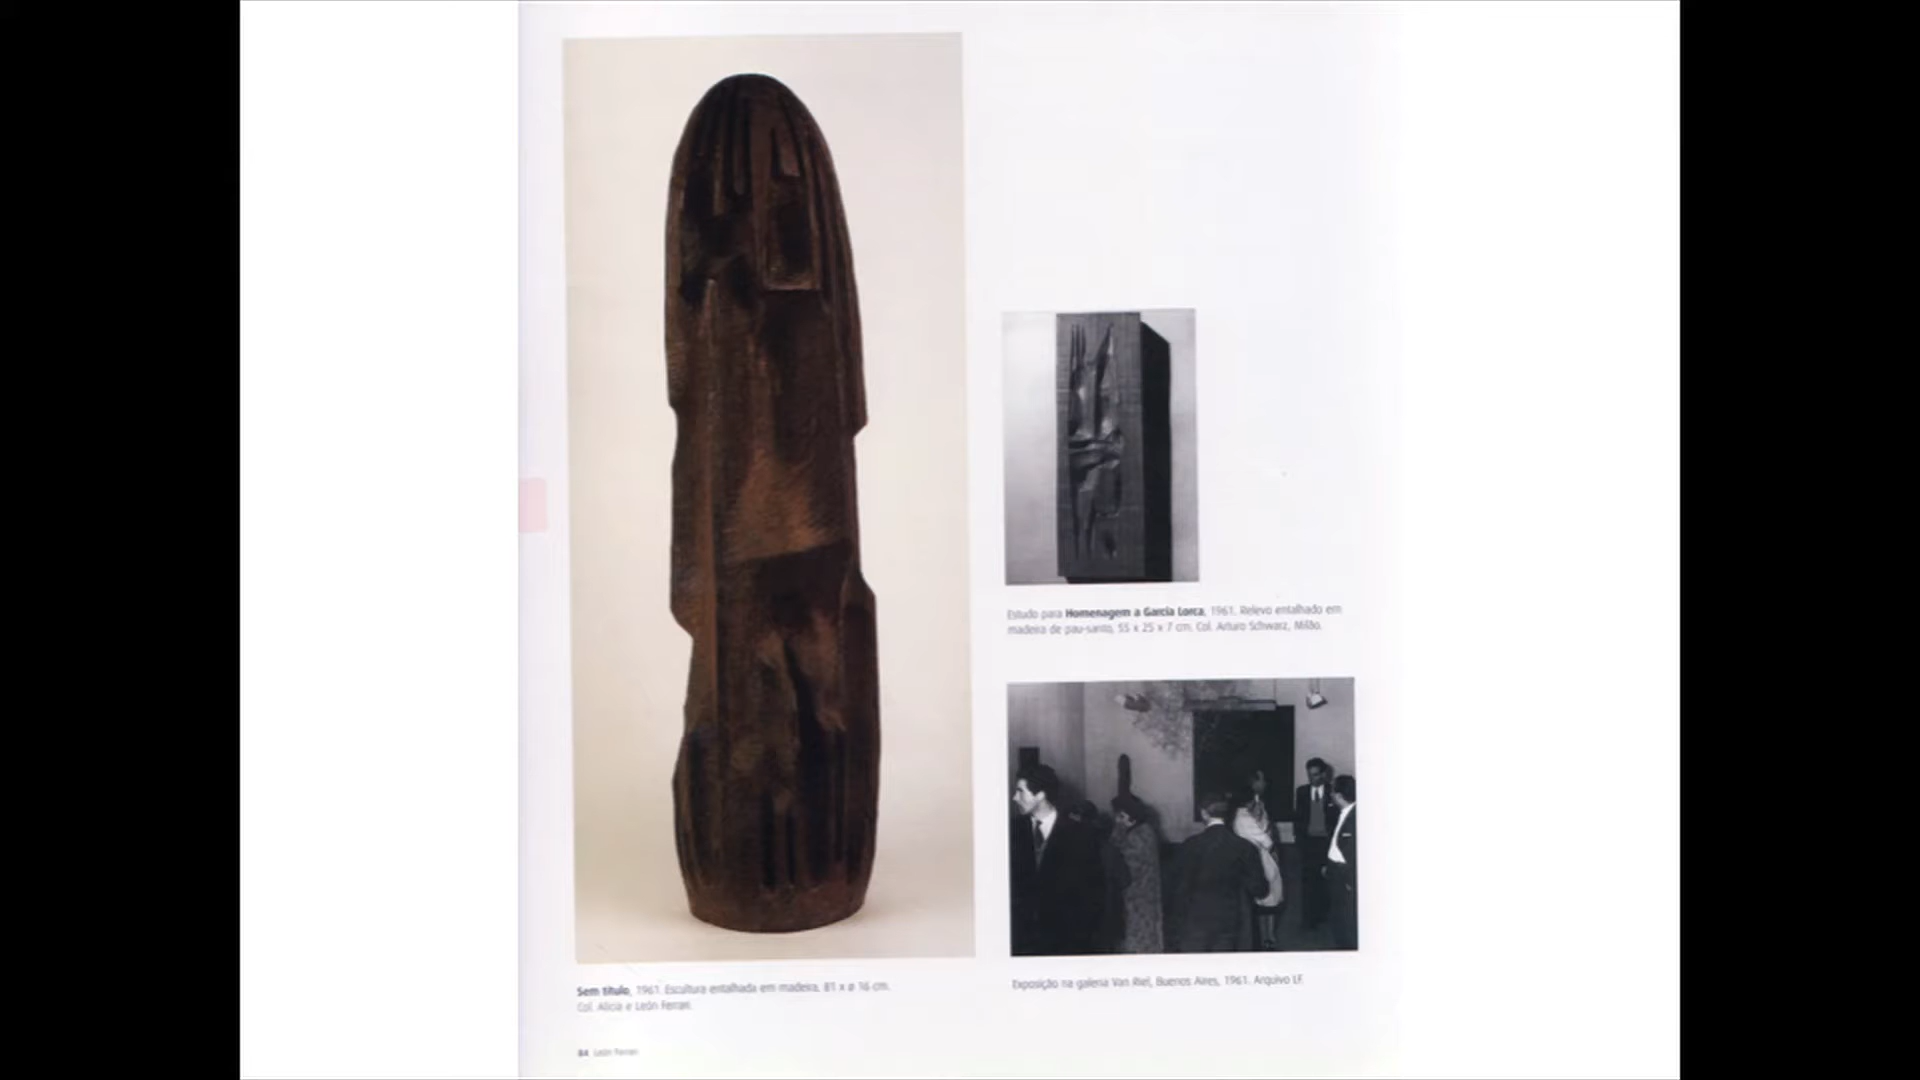 Estudo para Homenagem a García Lorca, 1961. Relevo entalhado em
madeira de pau-santo, 55 x 25 x 7 cm. Col. Arturo Schwarz, Milão.
Exposição na galeria Van Riel, Buenos Aires, 1961. Arquivo LF.
Sem título, 1961. Escultura entalhada em madeira, 81 x ø 16 cm.
Col. Alicia e León Ferrari.
84 León Ferrari